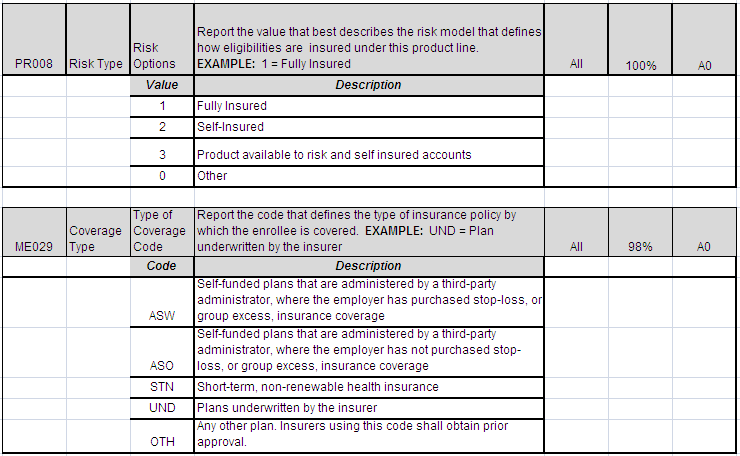 Report the value that best describes the risk model that defines
Risk how eligibilities are  insured under this product line.
PR008 Risk Type Options EXAMPLE:  1 = Fully Insured All 100% A0
Value Description
1 Fully Insured
2 Self-Insured
3 Product available to risk and self insured accounts
0 Other
Type of Report the code that defines the type of insurance policy by
Coverage Coverage which the enrollee is covered.  EXAMPLE:  UND = Plan
ME029 Type Code underwritten by the insurer All 98% A0
Code Description
Self-funded plans that are administered by a third-party
administrator, where the employer has purchased stop-loss, or
ASW group excess, insurance coverage
Self-funded plans that are administered by a third-party
administrator, where the employer has not purchased stop-
ASO loss, or group excess, insurance coverage
STN Short-term, non-renewable health insurance
UND Plans underwritten by the insurer
Any other plan. Insurers using this code shall obtain prior
OTH approval.